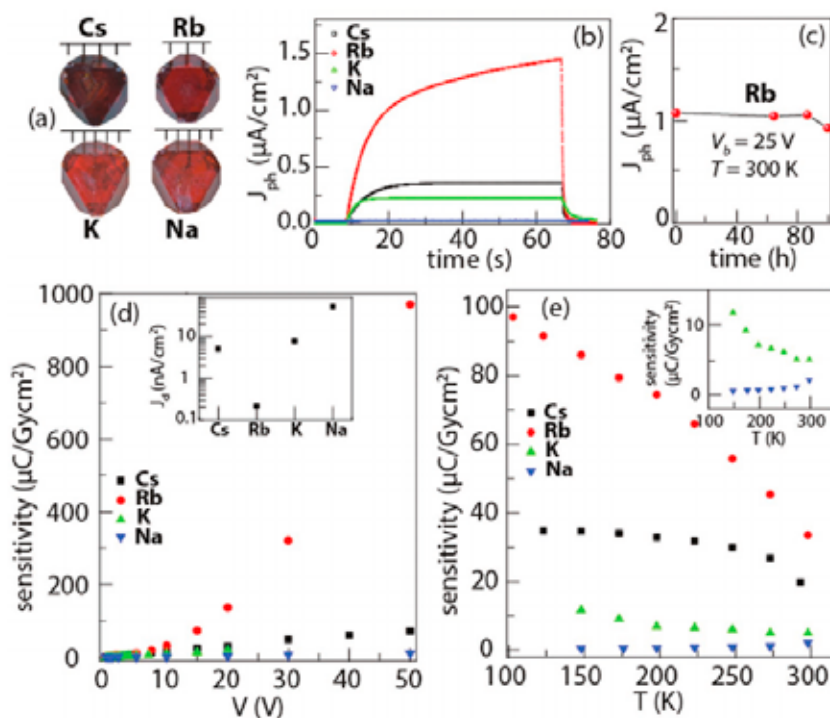 Cs Rb
(a)
K Na
(b)
Cs
Rb
K
Na
J_ph (μA/cm²)
1.5
1.0
0.5
0.0
0 20 40 60 80
time (s)
(c)
Rb
V_b = 25 V
T = 300 K
J_ph (μA/cm²)
2
1
0
0 40 80
time (h)
(d)
sensitivity (μC/Gycm²)
1000
800
600
400
200
0
Cs
Rb
K
Na
0 10 20 30 40 50
V (V)
J_d (nA/cm²)
10
1
0.1
Cs Rb K Na
(e)
sensitivity (μC/Gycm²)
100
80
60
40
20
0
Cs
Rb
K
Na
100 150 200 250 300
T (K)
sensitivity
(μC/Gycm²)
10
0
100 200 300
T (K)